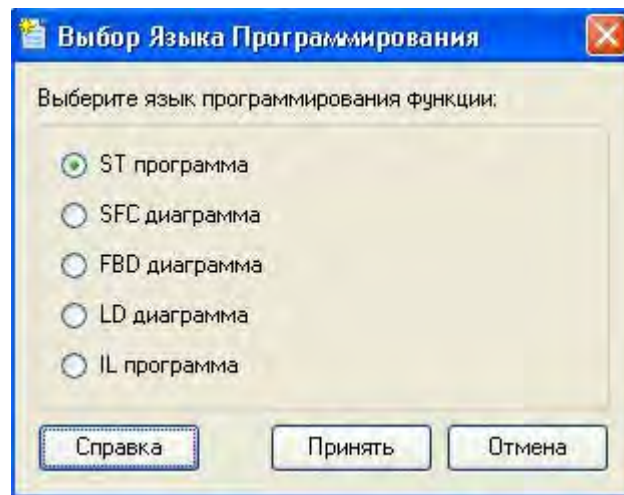 Выбор Языка Программирования
Выберите язык программирования функции:
ST программа
SFC диаграмма
FBD диаграмма
LD диаграмма
IL программа
Справка Принять Отмена